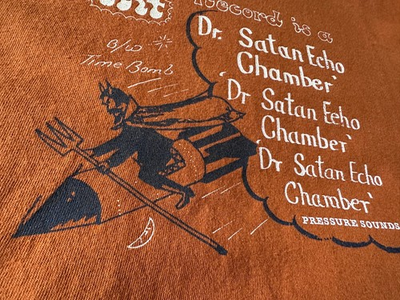 Record is a
B/W
Time Bomb
Dr. Satan Echo
Chamber'
'Dr Satan Echo
Chamber'
'Dr Satan Echo
Chamber'
PRESSURE SOUNDS